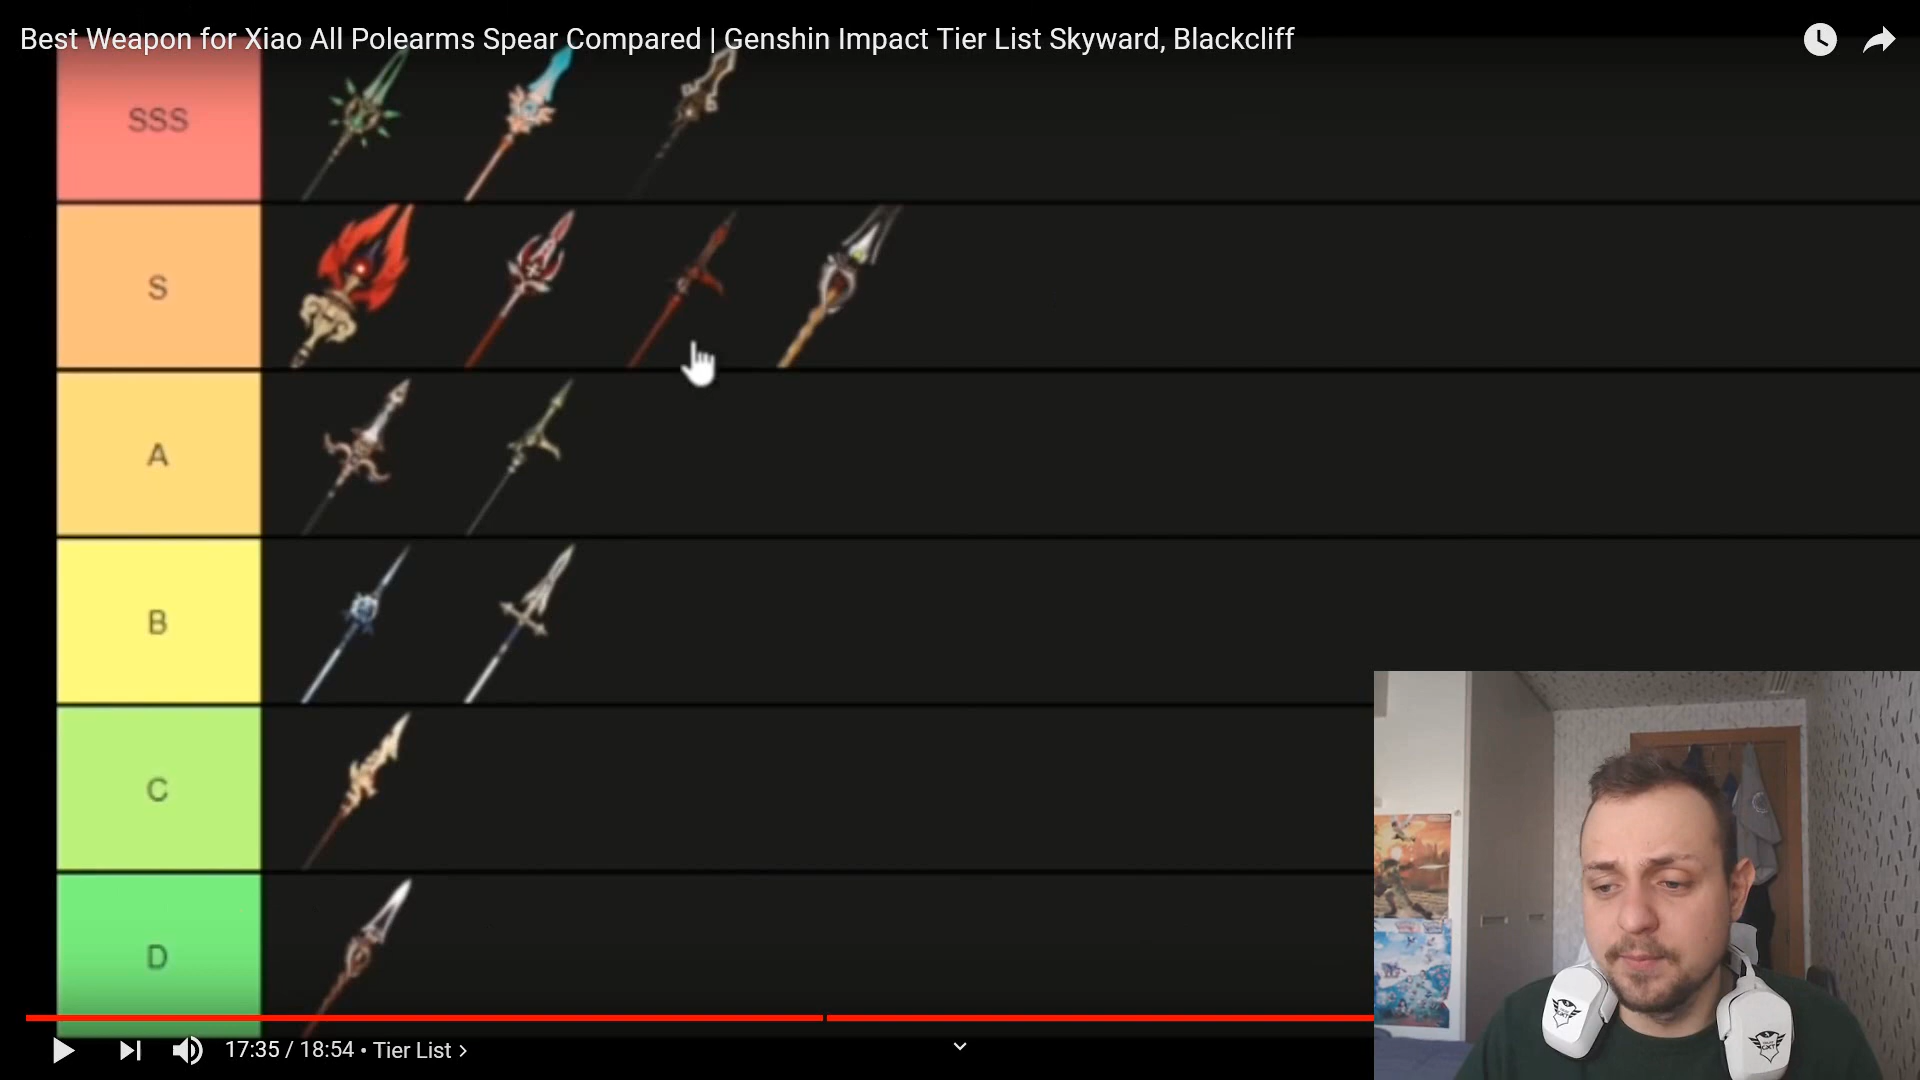 Best Weapon for Xiao All Polearms Spear Compared | Genshin Impact Tier List Skyward, Blackcliff
SSS
S
A
B
C
D
17:35 / 18:54 • Tier List ›